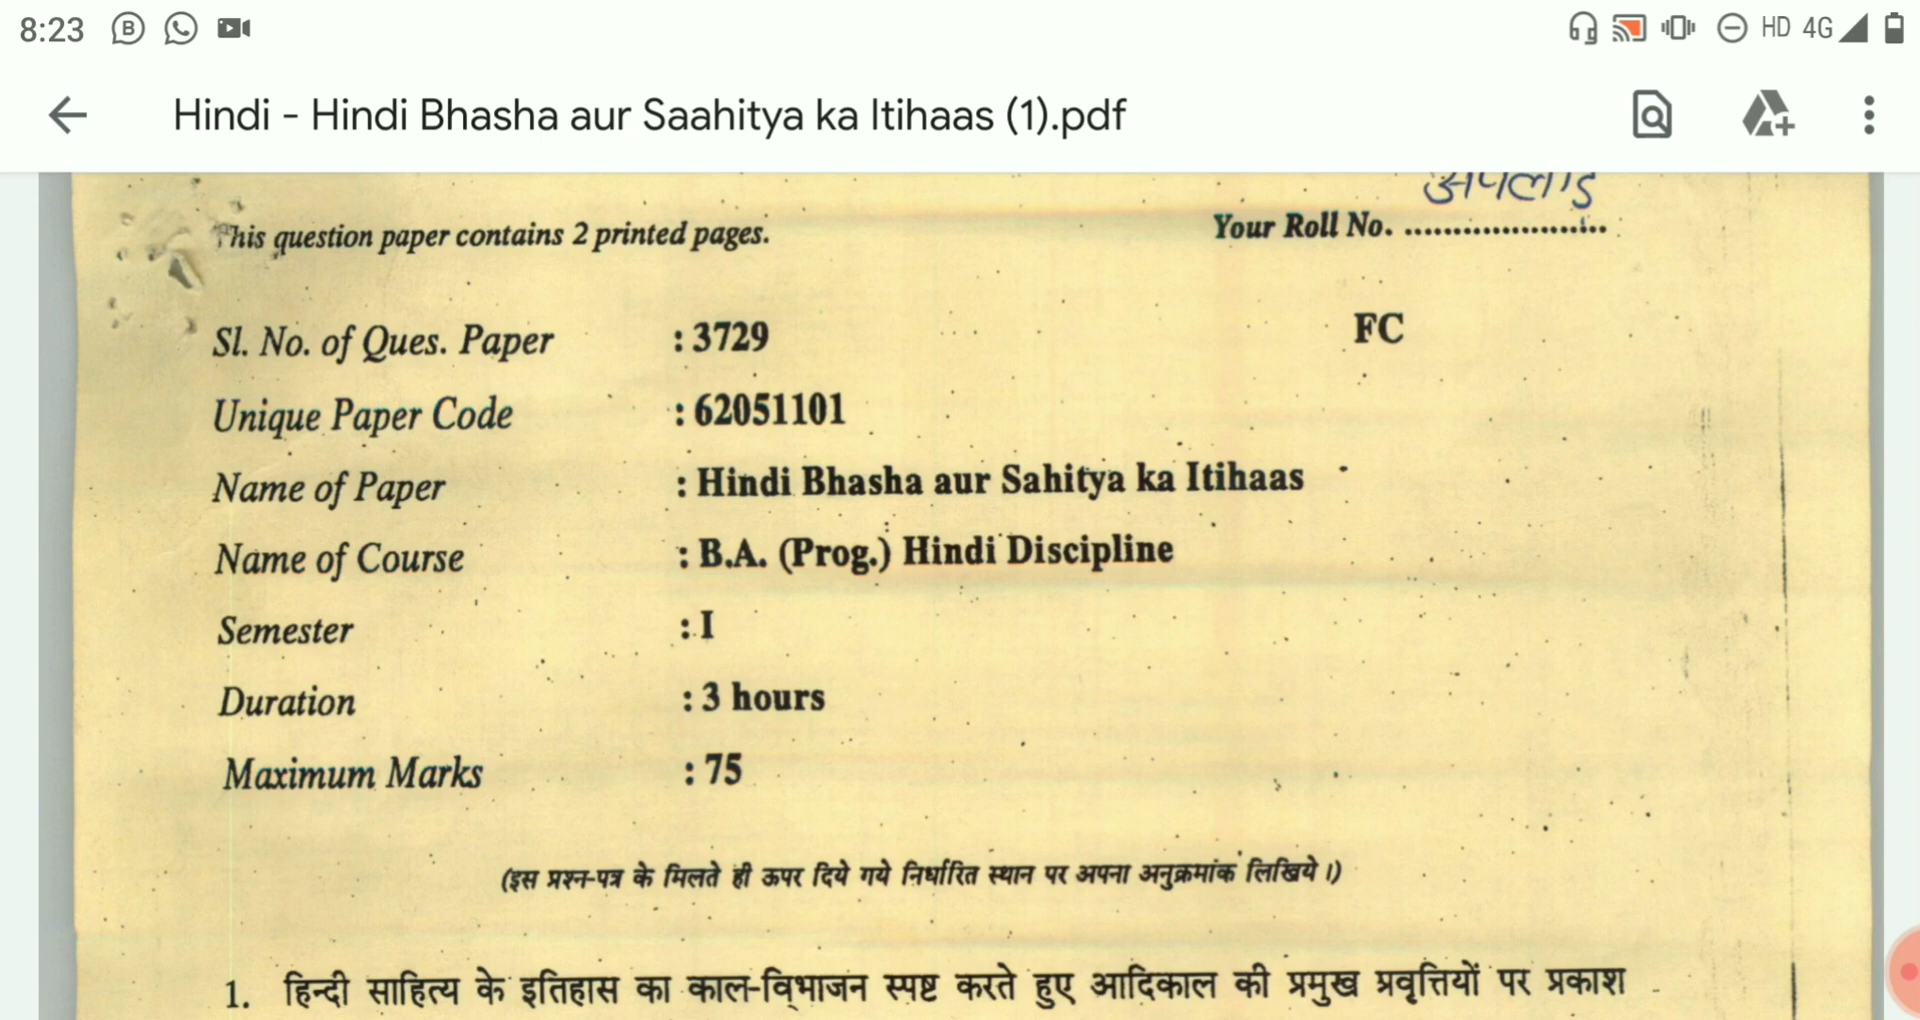 8:23 B HD 4G
Hindi - Hindi Bhasha aur Saahitya ka Itihaas (1).pdf
This question paper contains 2 printed pages.
Your Roll No. ......................
Sl. No. of Ques. Paper : 3729
FC
Unique Paper Code : 62051101
Name of Paper : Hindi Bhasha aur Sahitya ka Itihaas
Name of Course : B.A. (Prog.) Hindi Discipline
Semester : I
Duration : 3 hours
Maximum Marks : 75
(इस प्रश्न-पत्र के मिलते ही ऊपर दिये गये निर्धारित स्थान पर अपना अनुक्रमांक लिखिये ।)
1. हिन्दी साहित्य के इतिहास का काल-विभाजन स्पष्ट करते हुए आदिकाल की प्रमुख प्रवृत्तियों पर प्रकाश